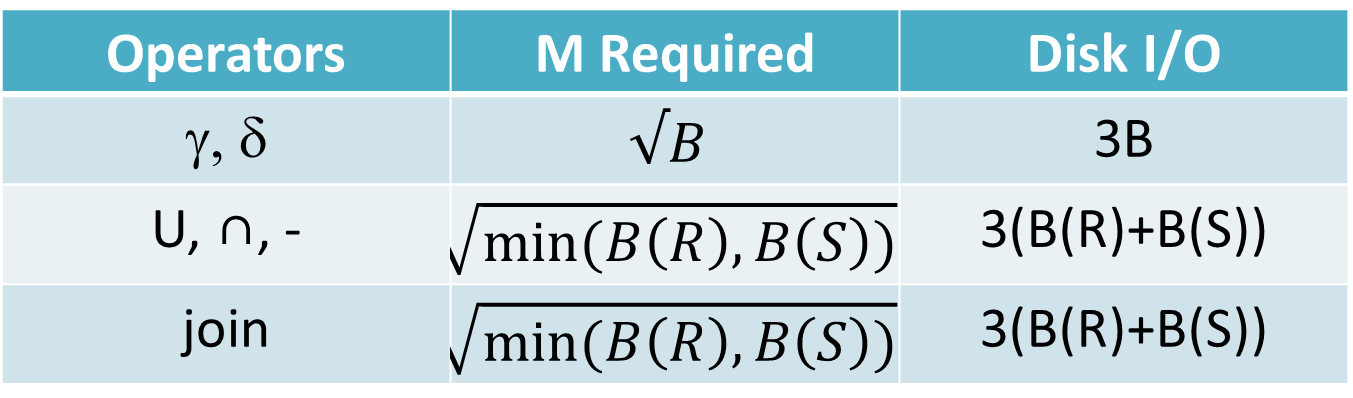 Operators M Required Disk I/O
γ, δ √B 3B
U, ∩, - √min(B(R), B(S)) 3(B(R)+B(S))
join √min(B(R), B(S)) 3(B(R)+B(S))